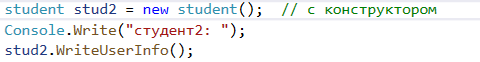 student stud2 = new student();  // с конструктором
Console.Write("студент2: ");
stud2.WriteUserInfo();